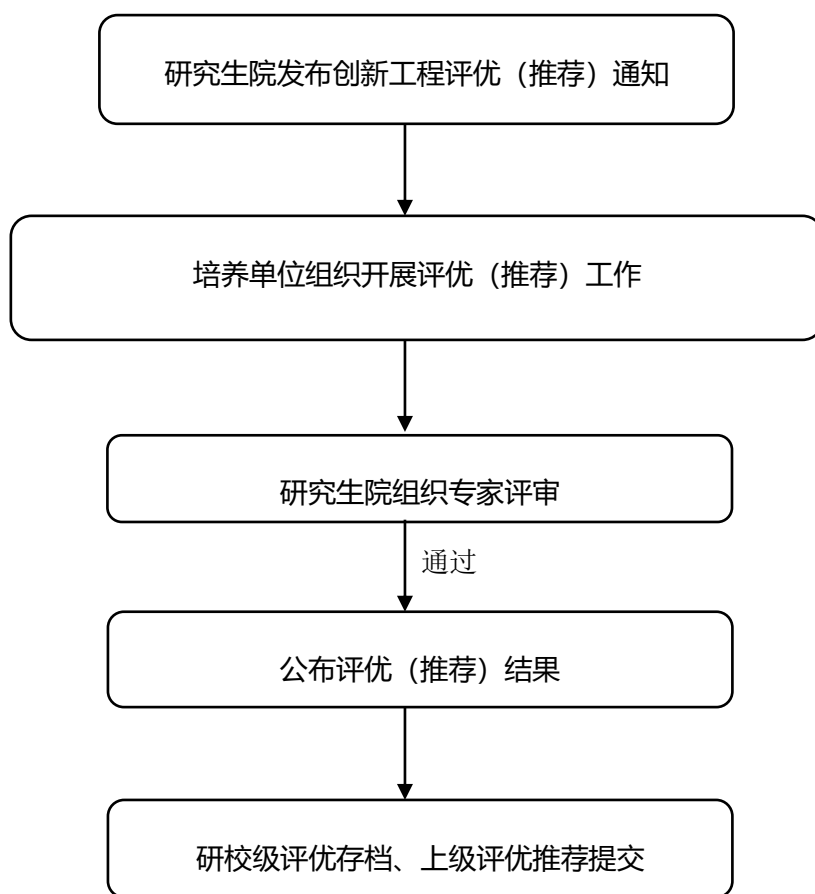 研究生院发布创新工程评优（推荐）通知
培养单位组织开展评优（推荐）工作
研究生院组织专家评审
通过
公布评优（推荐）结果
研校级评优存档、上级评优推荐提交